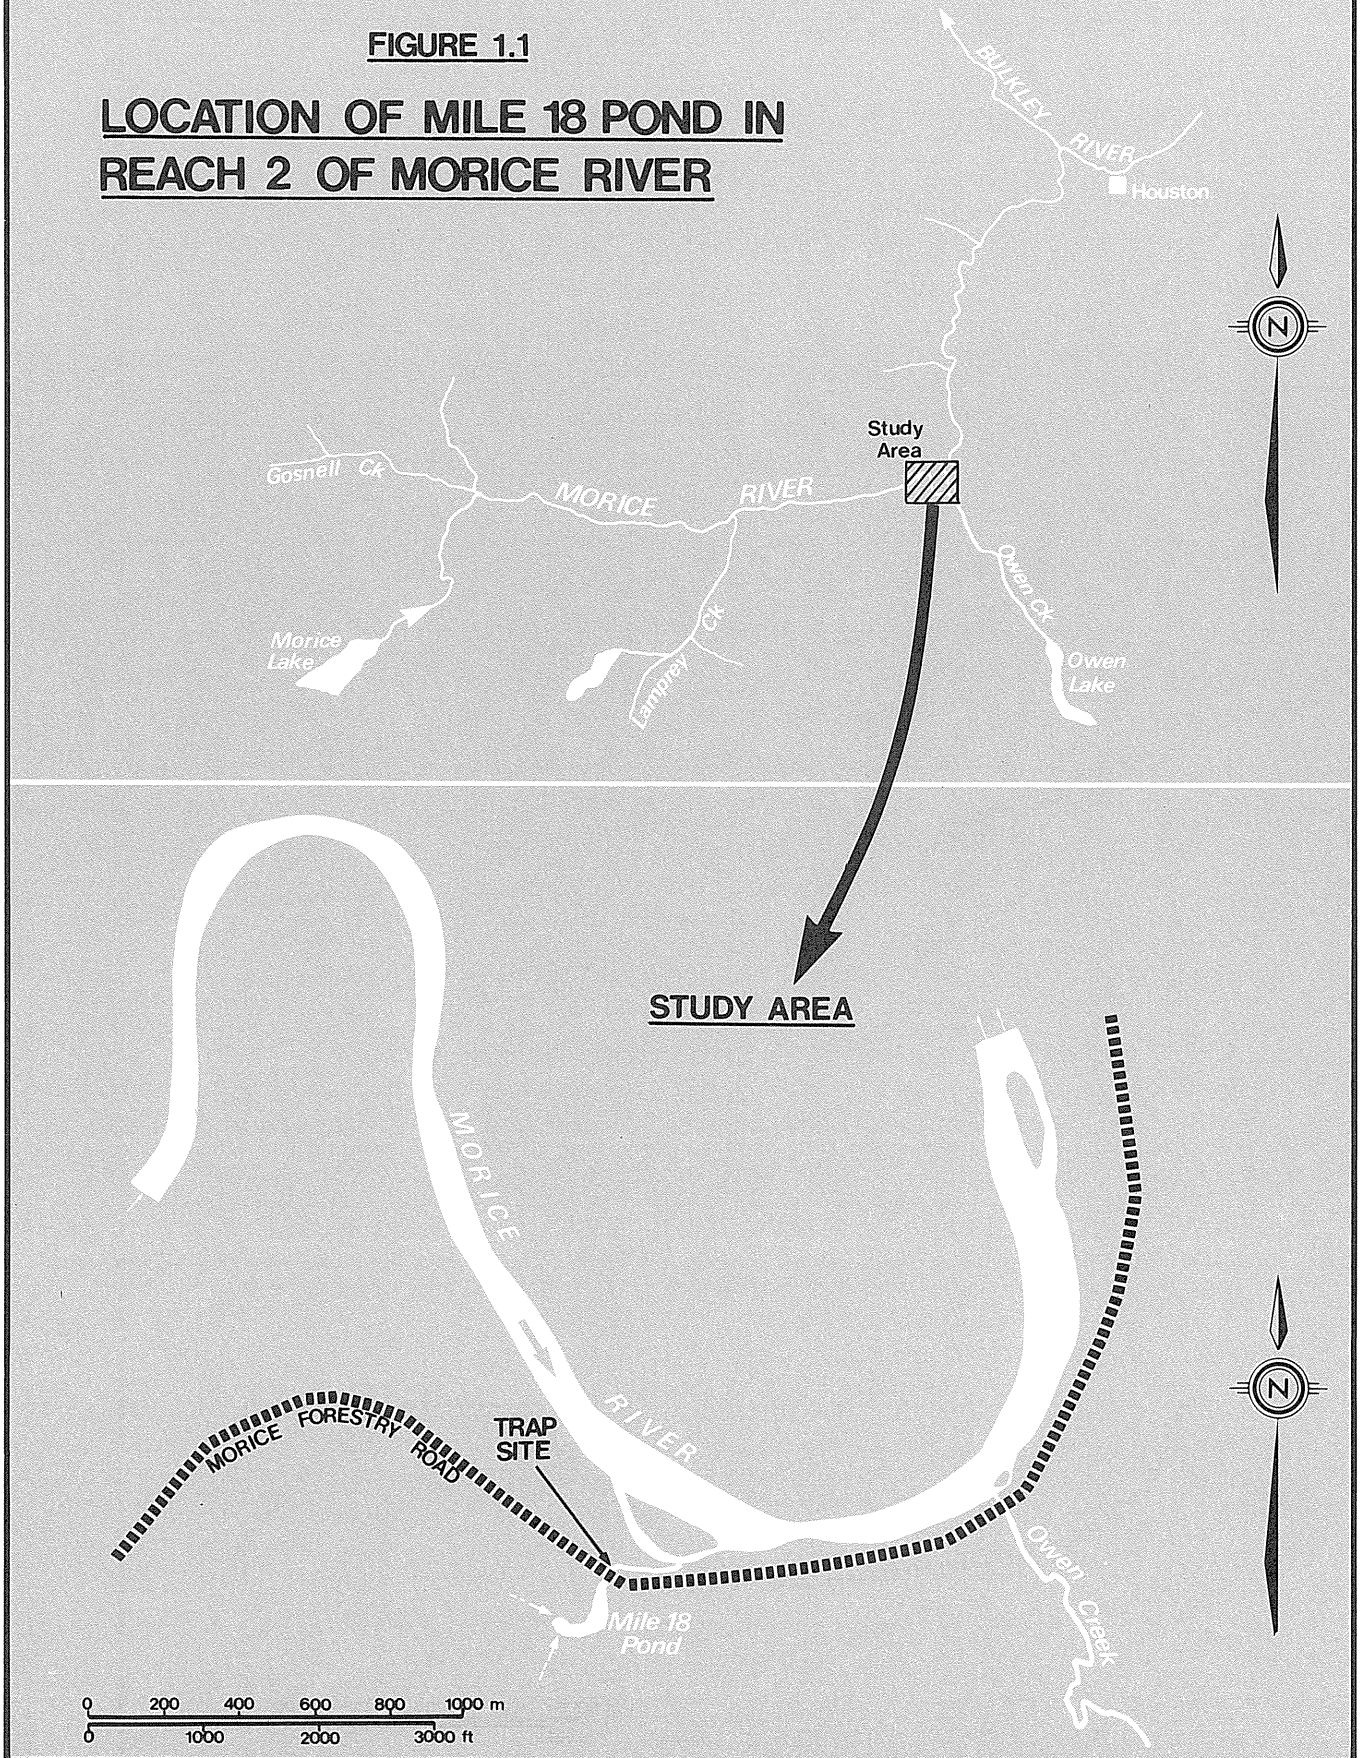 FIGURE 1.1
LOCATION OF MILE 18 POND IN
REACH 2 OF MORICE RIVER
BULKLEY RIVER
Houston
N
Study
Area
Gosnell Ck
MORICE RIVER
Owen Ck
Morice
Lake
Lamprey Ck
Owen
Lake
STUDY AREA
MORICE RIVER
N
MORICE FORESTRY ROAD
TRAP
SITE
Owen Creek
Mile 18
Pond
0 200 400 600 800 1000 m
0 1000 2000 3000 ft